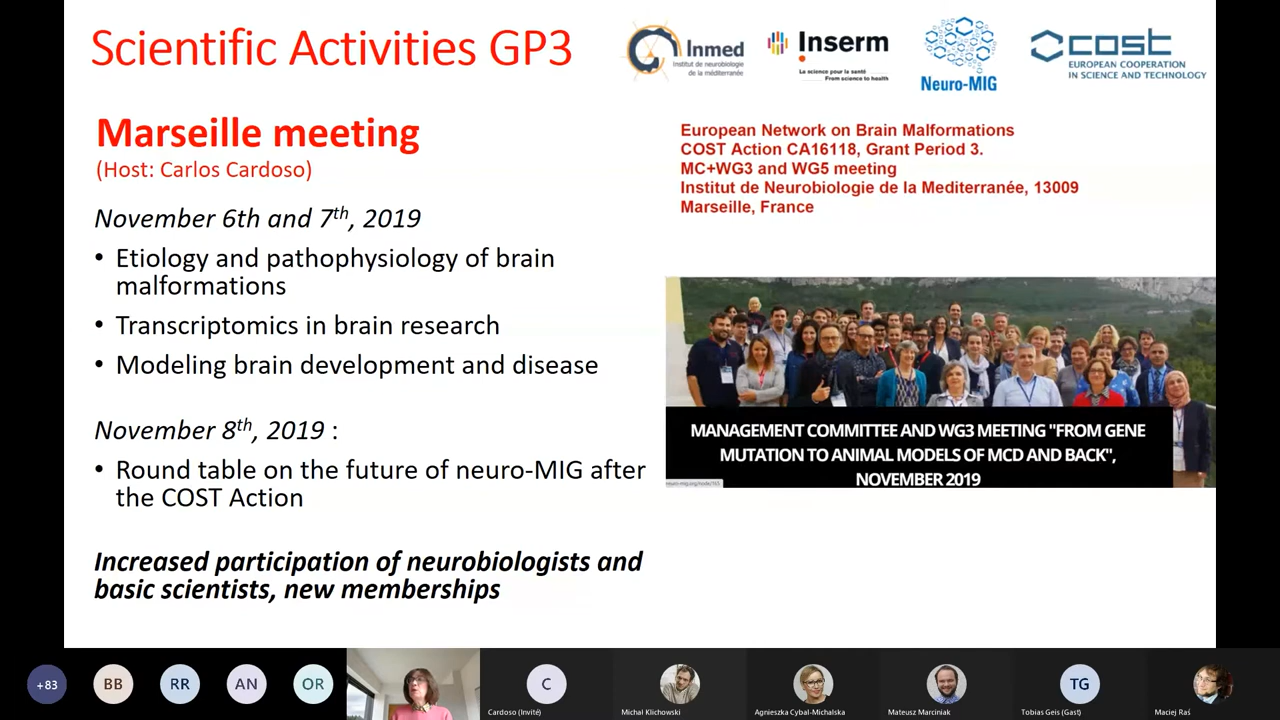 Scientific Activities GP3
Inmed
Institut de neurobiologie
de la méditerranée
Inserm
La science pour la santé
From science to health
Neuro-MIG
cost
EUROPEAN COOPERATION
IN SCIENCE AND TECHNOLOGY
Marseille meeting
(Host: Carlos Cardoso)
November 6th and 7th, 2019
• Etiology and pathophysiology of brain
malformations
• Transcriptomics in brain research
• Modeling brain development and disease
November 8th, 2019 :
• Round table on the future of neuro-MIG after
the COST Action
Increased participation of neurobiologists and
basic scientists, new memberships
European Network on Brain Malformations
COST Action CA16118, Grant Period 3.
MC+WG3 and WG5 meeting
Institut de Neurobiologie de la Mediterranée, 13009
Marseille, France
MANAGEMENT COMMITTEE AND WG3 MEETING "FROM GENE
MUTATION TO ANIMAL MODELS OF MCD AND BACK",
NOVEMBER 2019
+83
BB
RR
AN
OR
C
TG
Cardoso (Invité)
Michał Klichowski
Agnieszka Cybal-Michalska
Mateusz Marciniak
Tobias Geis (Gast)
Maciej Raś